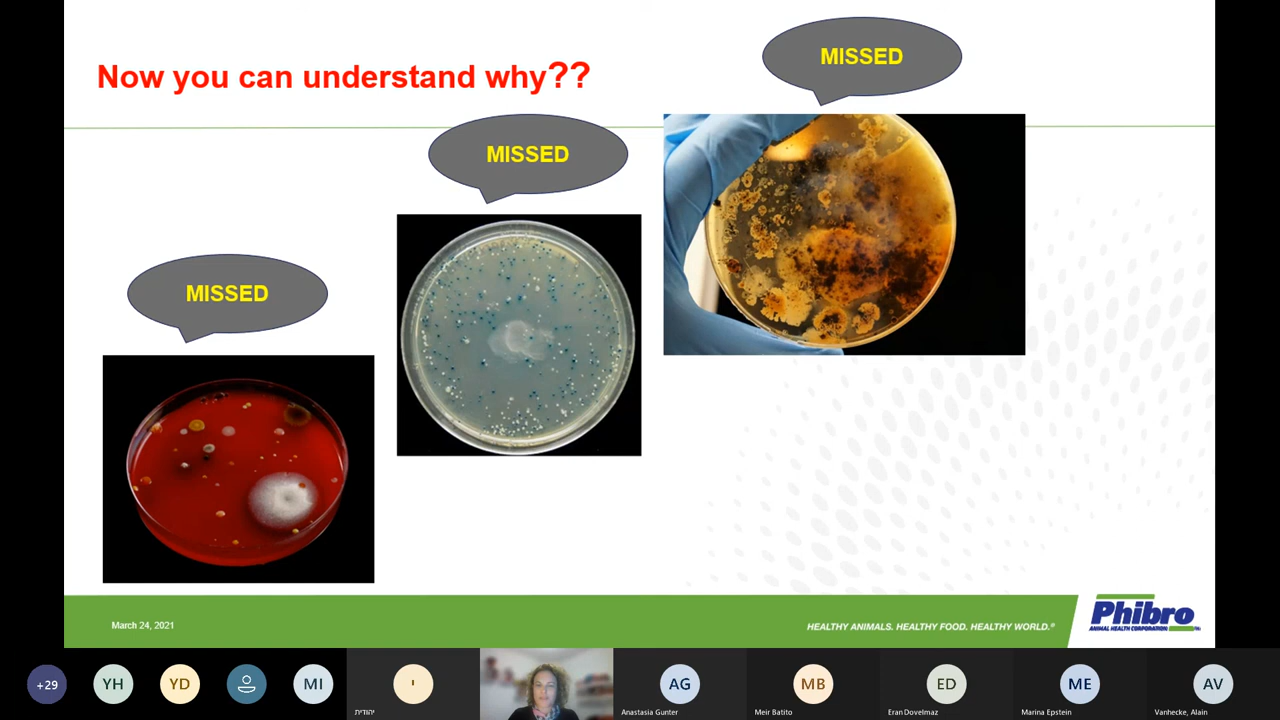 Now you can understand why??
MISSED
MISSED
MISSED
March 24, 2021
HEALTHY ANIMALS. HEALTHY FOOD. HEALTHY WORLD.®
Phibro
ANIMAL HEALTH CORPORATION
+29
YH
YD
MI
י
יהודית
AG
Anastasia Gunter
MB
Meir Batito
ED
Eran Dovelmaz
ME
Marina Epstein
AV
Vanhecke, Alain